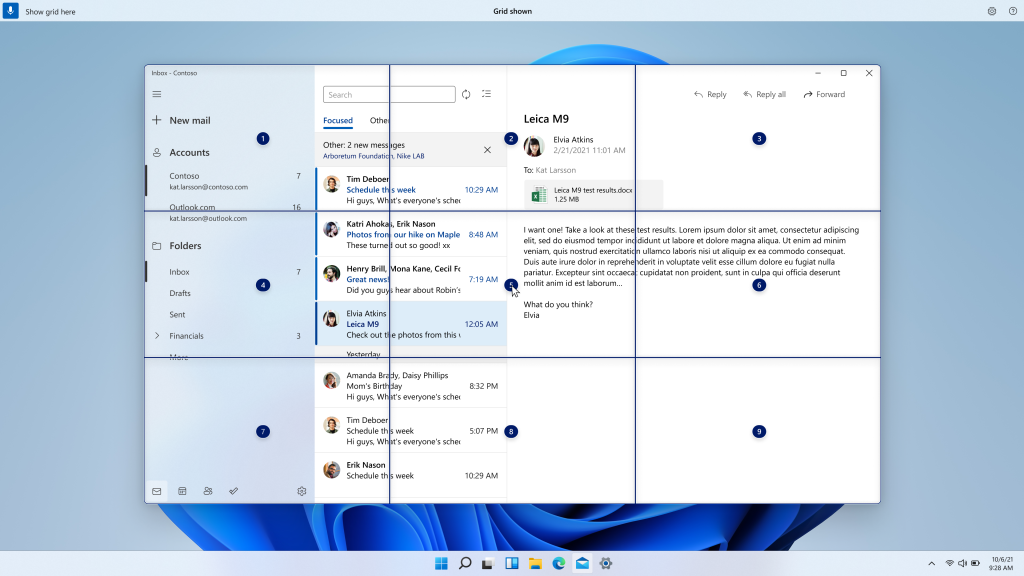 Show grid here
Grid shown
Inbox - Contoso
Search
Reply
Reply all
Forward
New mail
Accounts
Contoso
7
kat.larsson@contoso.com
Outlook.com
16
kat.larsson@outlook.com
Folders
Inbox
7
Drafts
Sent
Financials
3
More
Focused
Other
Other: 2 new messages
Arboretum Foundation, Nike LAB
Tim Deboer
Schedule this week
10:29 AM
Hi guys, What's everyone's sche
Katri Ahokas, Erik Nason
Photos from our hike on Maple
8:48 AM
These turned out so good! xx
Henry Brill, Mona Kane, Cecil Fo
Great news!
7:19 AM
Did you guys hear about Robin's
Elvia Atkins
Leica M9
12:05 AM
Check out the photos from this
Yesterday
Amanda Brady, Daisy Phillips
Mom's Birthday
8:32 PM
Hi guys, What's everyone's sche
Tim Deboer
Schedule this week
5:07 PM
Hi guys, What's everyone's sche
Erik Nason
Schedule this week
10:29 AM
Leica M9
Elvia Atkins
2/21/2021 11:01 AM
To: Kat Larsson
Leica M9 test results.docx
1.25 MB
I want one! Take a look at these test results. Lorem ipsum dolor sit amet, consectetur adipiscing
elit, sed do eiusmod tempor incididunt ut labore et dolore magna aliqua. Ut enim ad minim
veniam, quis nostrud exercitation ullamco laboris nisi ut aliquip ex ea commodo consequat.
Duis aute irure dolor in reprehenderit in voluptate velit esse cillum dolore eu fugiat nulla
pariatur. Excepteur sint occaecat cupidatat non proident, sunt in culpa qui officia deserunt
mollit anim id est laborum...
What do you think?
Elvia
1
2
3
4
5
6
7
8
9
10/6/21
9:28 AM